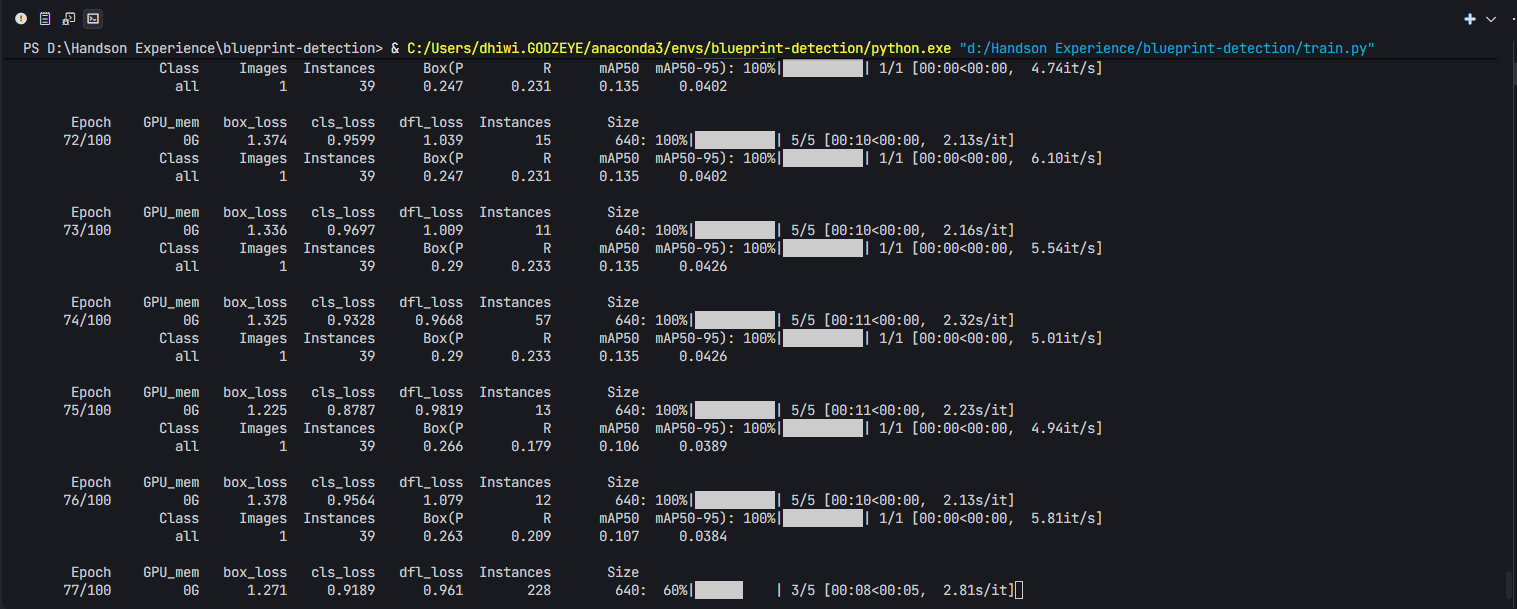 PS D:\Handson Experience\blueprint-detection> & C:/Users/dhiwi.GODZEYE/anaconda3/envs/blueprint-detection/python.exe "d:/Handson Experience/blueprint-detection/train.py"
Class Images Instances Box(P R mAP50 mAP50-95): 100%| | 1/1 [00:00<00:00, 4.74it/s]
all 1 39 0.247 0.231 0.135 0.0402
Epoch GPU_mem box_loss cls_loss dfl_loss Instances Size
72/100 0G 1.374 0.9599 1.039 15 640: 100%| | 5/5 [00:10<00:00, 2.13s/it]
Class Images Instances Box(P R mAP50 mAP50-95): 100%| | 1/1 [00:00<00:00, 6.10it/s]
all 1 39 0.247 0.231 0.135 0.0402
Epoch GPU_mem box_loss cls_loss dfl_loss Instances Size
73/100 0G 1.336 0.9697 1.009 11 640: 100%| | 5/5 [00:10<00:00, 2.16s/it]
Class Images Instances Box(P R mAP50 mAP50-95): 100%| | 1/1 [00:00<00:00, 5.54it/s]
all 1 39 0.29 0.233 0.135 0.0426
Epoch GPU_mem box_loss cls_loss dfl_loss Instances Size
74/100 0G 1.325 0.9328 0.9668 57 640: 100%| | 5/5 [00:11<00:00, 2.32s/it]
Class Images Instances Box(P R mAP50 mAP50-95): 100%| | 1/1 [00:00<00:00, 5.01it/s]
all 1 39 0.29 0.233 0.135 0.0426
Epoch GPU_mem box_loss cls_loss dfl_loss Instances Size
75/100 0G 1.225 0.8787 0.9819 13 640: 100%| | 5/5 [00:11<00:00, 2.23s/it]
Class Images Instances Box(P R mAP50 mAP50-95): 100%| | 1/1 [00:00<00:00, 4.94it/s]
all 1 39 0.266 0.179 0.106 0.0389
Epoch GPU_mem box_loss cls_loss dfl_loss Instances Size
76/100 0G 1.378 0.9564 1.079 12 640: 100%| | 5/5 [00:10<00:00, 2.13s/it]
Class Images Instances Box(P R mAP50 mAP50-95): 100%| | 1/1 [00:00<00:00, 5.81it/s]
all 1 39 0.263 0.209 0.107 0.0384
Epoch GPU_mem box_loss cls_loss dfl_loss Instances Size
77/100 0G 1.271 0.9189 0.961 228 640: 60%| | 3/5 [00:08<00:05, 2.81s/it]